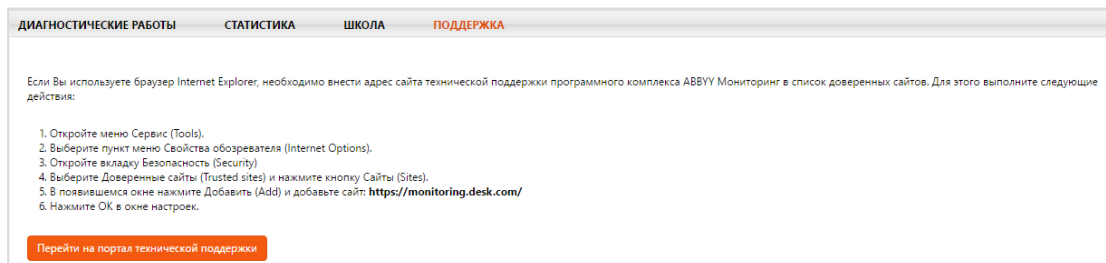 ДИАГНОСТИЧЕСКИЕ РАБОТЫ СТАТИСТИКА ШКОЛА ПОДДЕРЖКА
Если Вы используете браузер Internet Explorer, необходимо внести адрес сайта технической поддержки программного комплекса ABBYY Мониторинг в список доверенных сайтов. Для этого выполните следующие
действия:
1. Откройте меню Сервис (Tools).
2. Выберите пункт меню Свойства обозревателя (Internet Options).
3. Откройте вкладку Безопасность (Security)
4. Выберите Доверенные сайты (Trusted sites) и нажмите кнопку Сайты (Sites).
5. В появившемся окне нажмите Добавить (Add) и добавьте сайт: https://monitoring.desk.com/
6. Нажмите ОК в окне настроек.
Перейти на портал технической поддержки